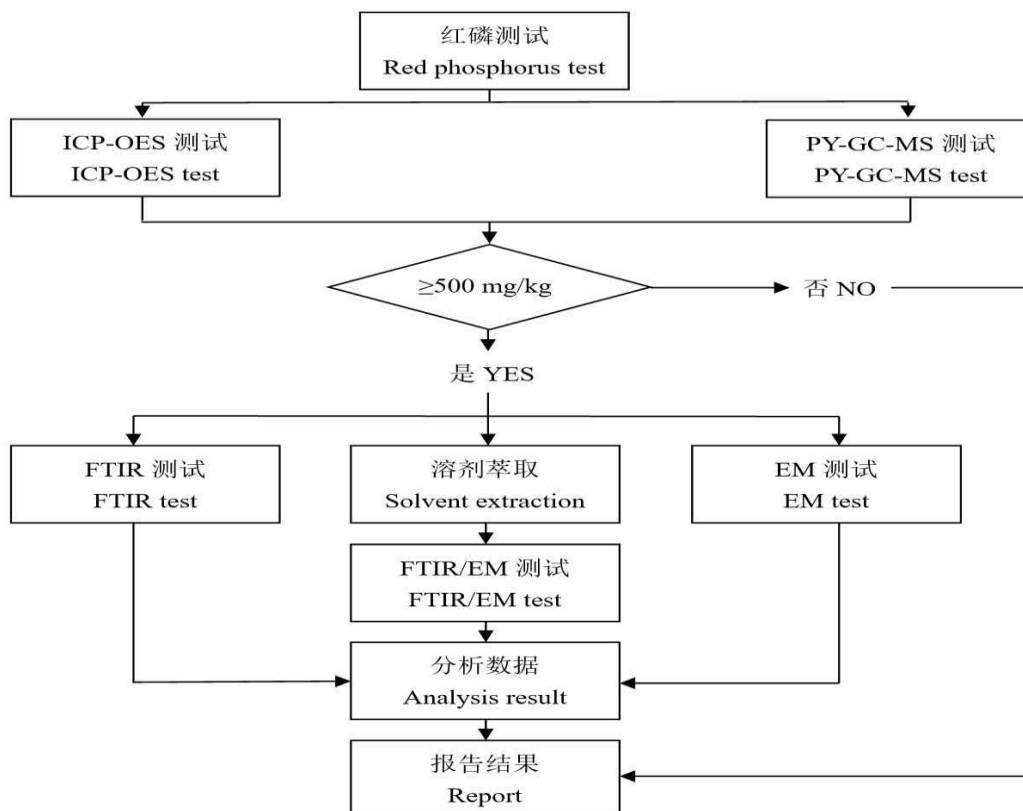 红磷测试
Red phosphorus test
ICP-OES 测试
ICP-OES test
PY-GC-MS 测试
PY-GC-MS test
≥500 mg/kg
否 NO
是 YES
FTIR 测试
FTIR test
溶剂萃取
Solvent extraction
EM 测试
EM test
FTIR/EM 测试
FTIR/EM test
分析数据
Analysis result
报告结果
Report